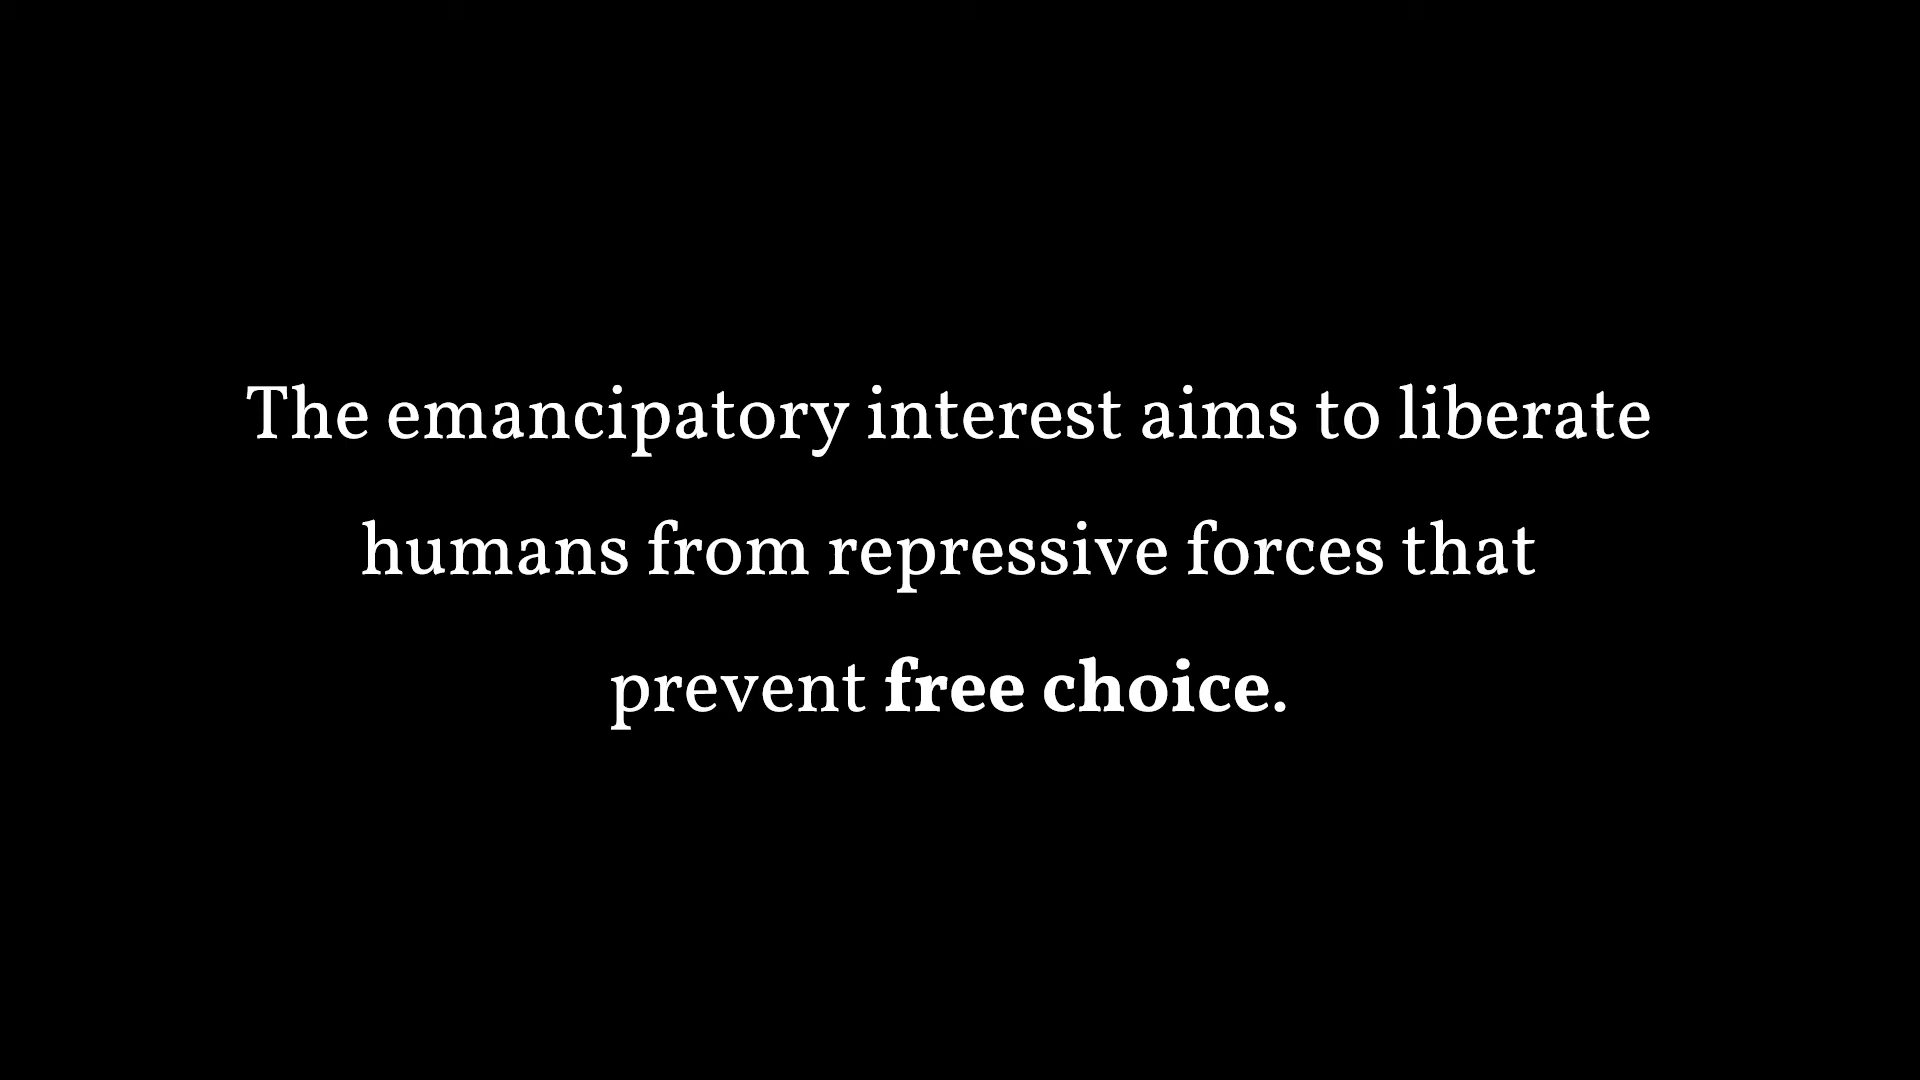 The emancipatory interest aims to liberate
humans from repressive forces that
prevent free choice.